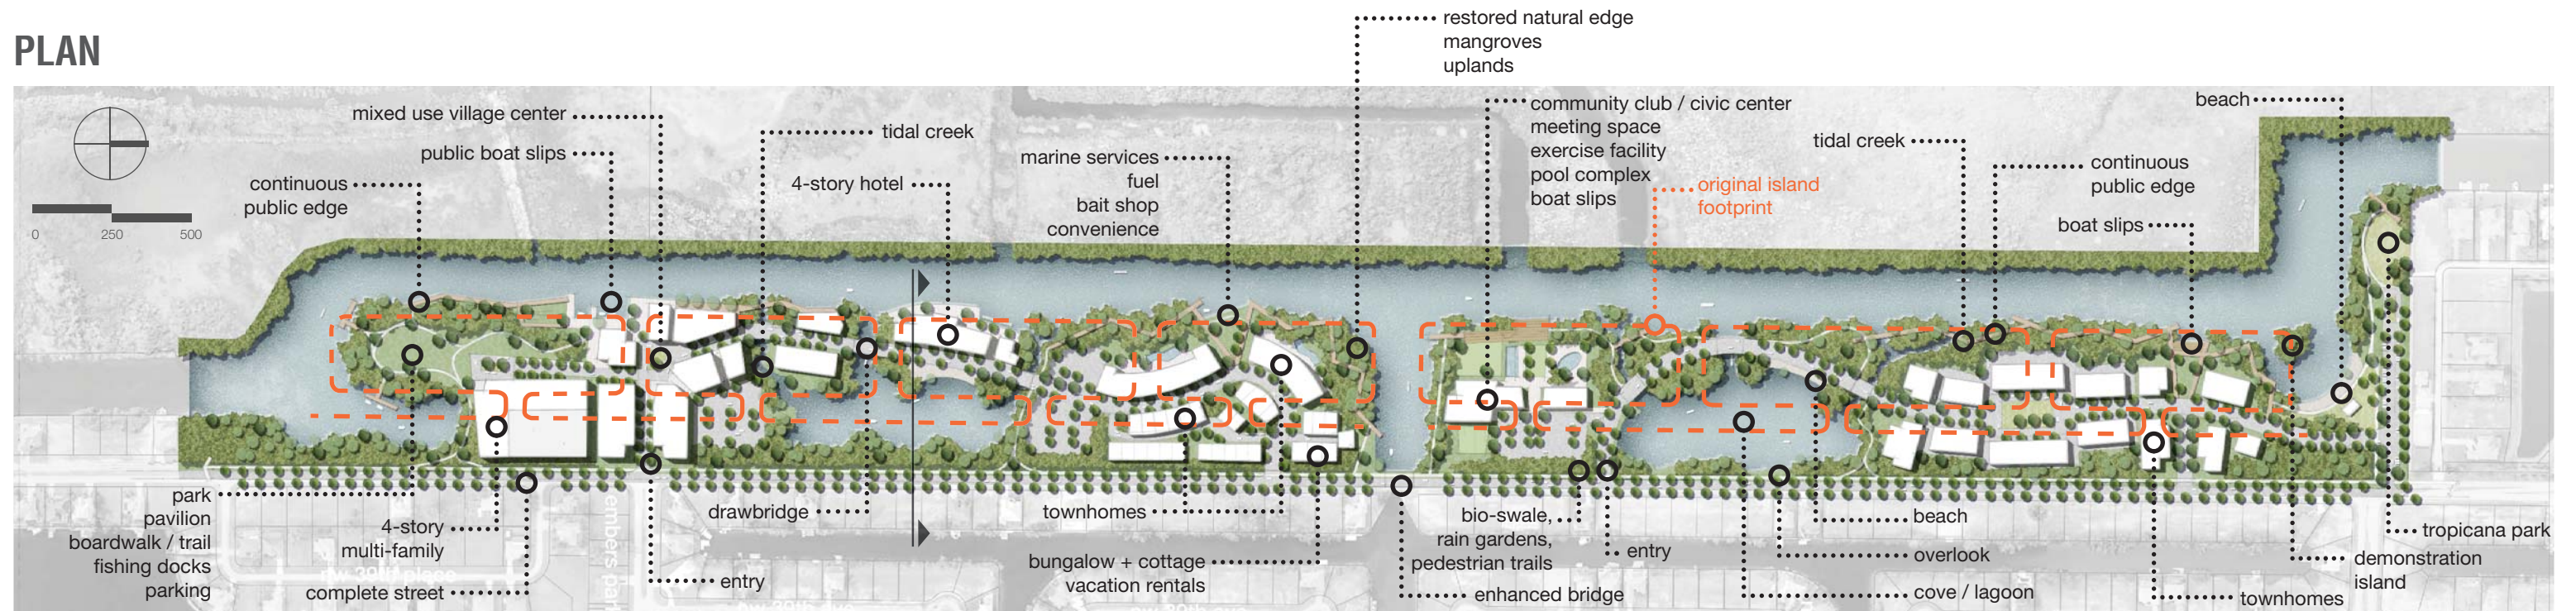 PLAN
restored natural edge
mangroves
uplands
mixed use village center
public boat slips
continuous
public edge
tidal creek
4-story hotel
marine services
fuel
bait shop
convenience
community club / civic center
meeting space
exercise facility
pool complex
boat slips
original island
footprint
tidal creek
continuous
public edge
boat slips
beach
0 250 500
park
pavilion
boardwalk / trail
fishing docks
parking
4-story
multi-family
complete street
entry
drawbridge
townhomes
bungalow + cottage
vacation rentals
bio-swale,
rain gardens,
pedestrian trails
enhanced bridge
entry
beach
overlook
cove / lagoon
townhomes
demonstration
island
tropicana park
nw 39th place